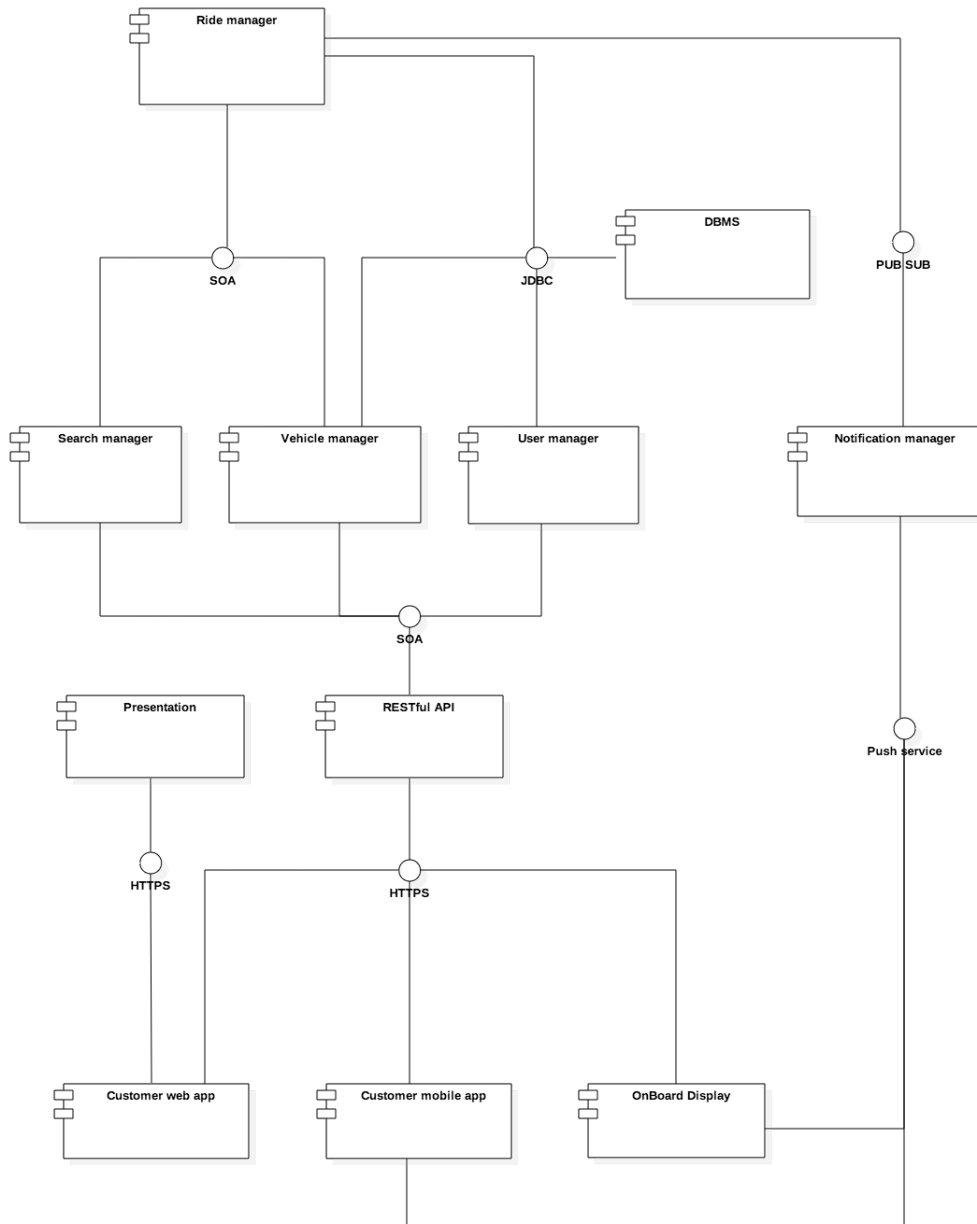 Ride manager
DBMS
SOA
JDBC
PUB SUB
Search manager
Vehicle manager
User manager
Notification manager
SOA
Presentation
RESTful API
Push service
HTTPS
HTTPS
Customer web app
Customer mobile app
OnBoard Display